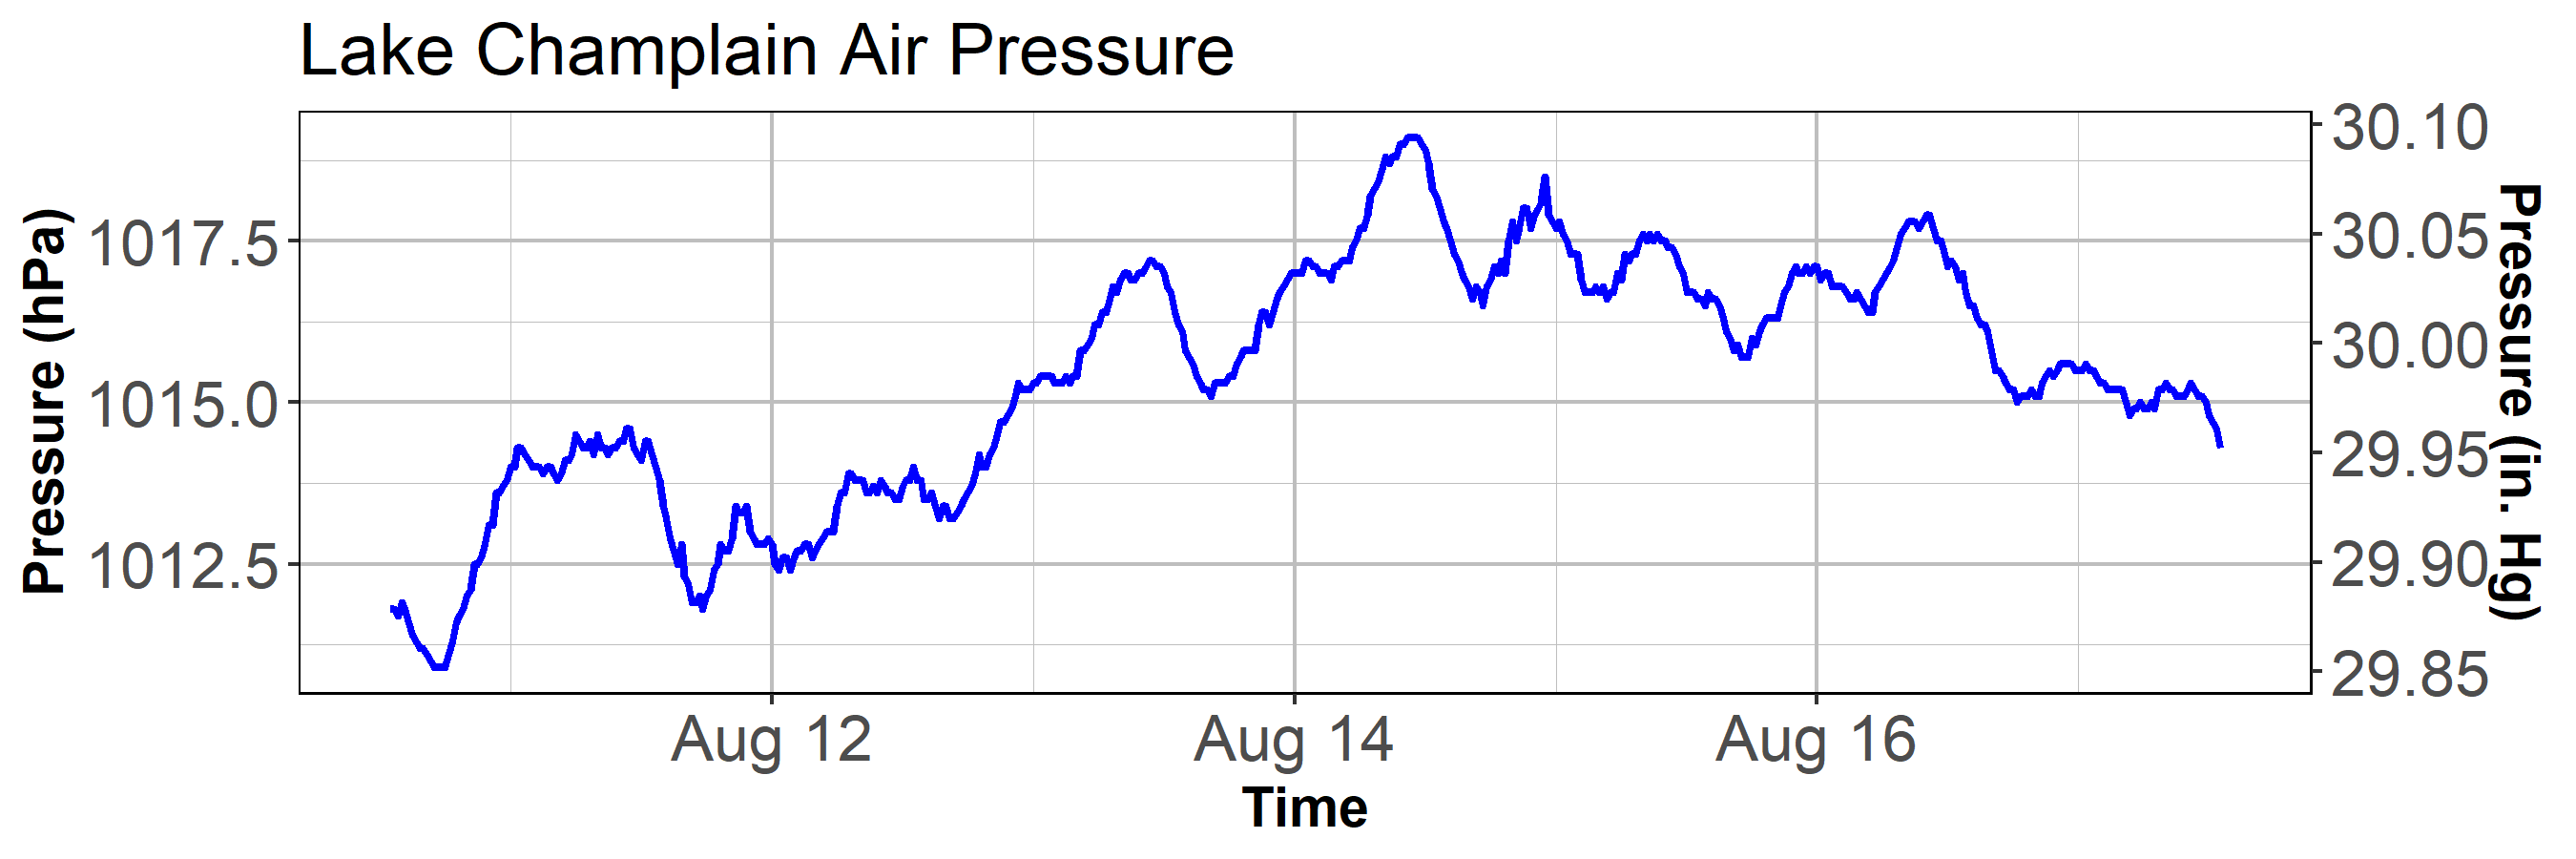 Lake Champlain Air Pressure
Pressure (hPa)
1017.5
1015.0
1012.5
30.10
30.05
30.00
29.95
29.90
29.85
Pressure (in. Hg)
Aug 12
Aug 14
Aug 16
Time